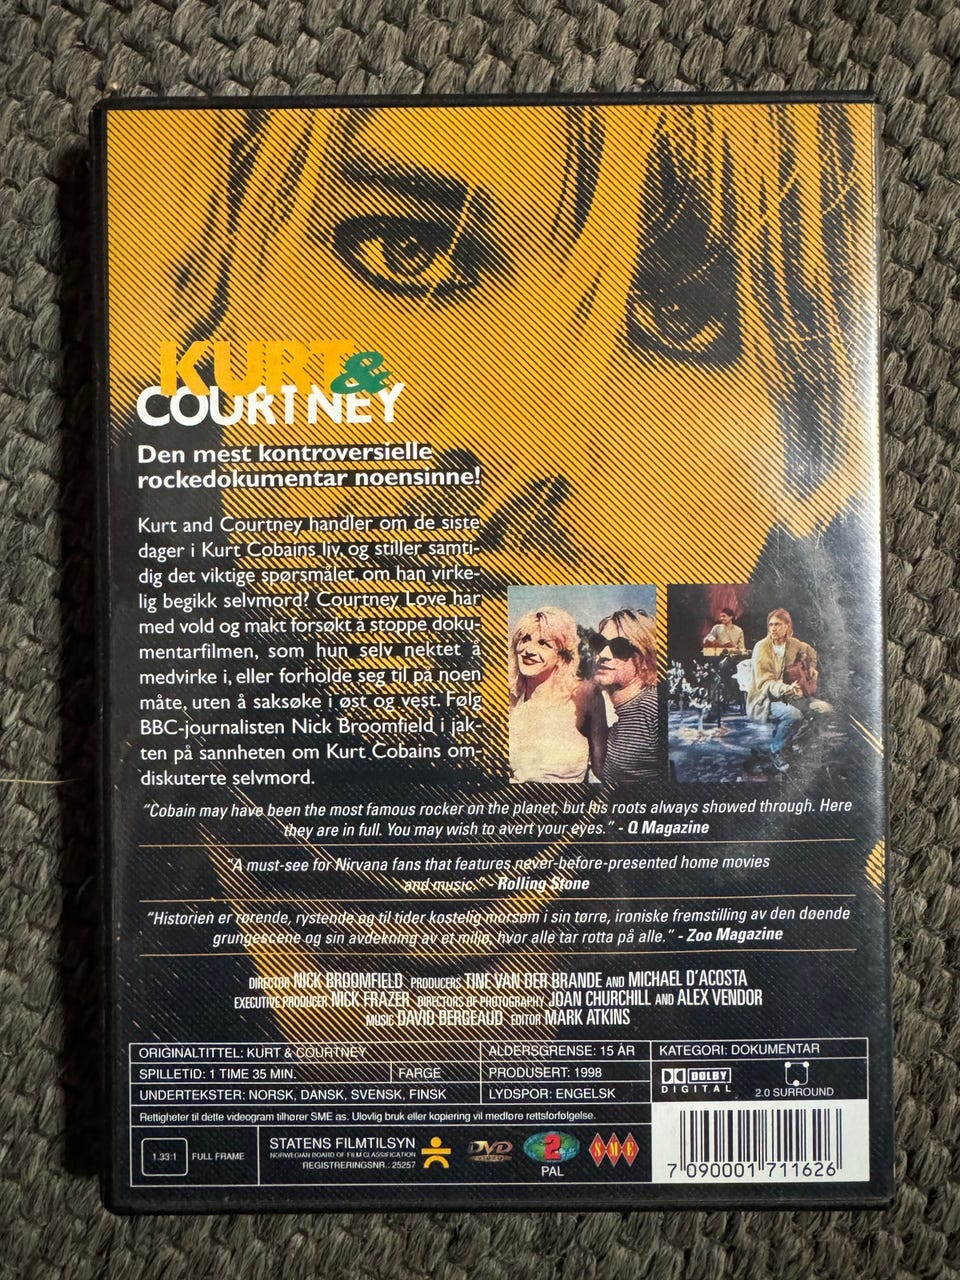 KURT &
COURTNEY
Den mest kontroversielle
rockedokumentar noensinne!
Kurt and Courtney handler om de siste
dager i Kurt Cobains liv, og stiller samti-
dig det viktige spørsmålet, om han virke-
lig begikk selvmord? Courtney Love har
med vold og makt forsøkt å stoppe doku-
mentarfilmen, som hun selv nektet å
medvirke i, eller forholde seg til på noen
måte, uten å saksøke i øst og vest. Følg
BBC-journalisten Nick Broomfield i jak-
ten på sannheten om Kurt Cobains om-
diskuterte selvmord.
"Cobain may have been the most famous rocker on the planet, but his roots always showed through. Here
they are in full. You may wish to avert your eyes." - Q Magazine
"A must-see for Nirvana fans that features never-before-presented home movies
and music." - Rolling Stone
"Historien er rørende, rystende og til tider kostelig morsom i sin tørre, ironiske fremstilling av den døende
grungescene og sin avdekning av et miljø, hvor alle tar rotta på alle." - Zoo Magazine
DIRECTOR NICK BROOMFIELD PRODUCERS TINE VAN DER BRANDE AND MICHAEL D'ACOSTA
EXECUTIVE PRODUCER NICK FRAZER DIRECTORS OF PHOTOGRAPHY JOAN CHURCHILL AND ALEX VENDOR
MUSIC DAVID BERGEAUD EDITOR MARK ATKINS
ORIGINALTITTEL: KURT & COURTNEY ALDERSGRENSE: 15 ÅR KATEGORI: DOKUMENTAR
SPILLETID: 1 TIME 35 MIN. FARGE PRODUSERT: 1998
UNDERTEKSTER: NORSK, DANSK, SVENSK, FINSK LYDSPOR: ENGELSK
DOLBY
DIGITAL 2.0 SURROUND
Rettigheter til dette videogram tilhører SME as. Ulovlig bruk eller kopiering vil medføre rettsforfølgelse.
1.33:1 FULL FRAME
STATENS FILMTILSYN
NORWEGIAN BOARD OF FILM CLASSIFICATION
REGISTRERINGSNR.: 25257
DVD
VIDEO
2
PAL
SME
7 090001 711626